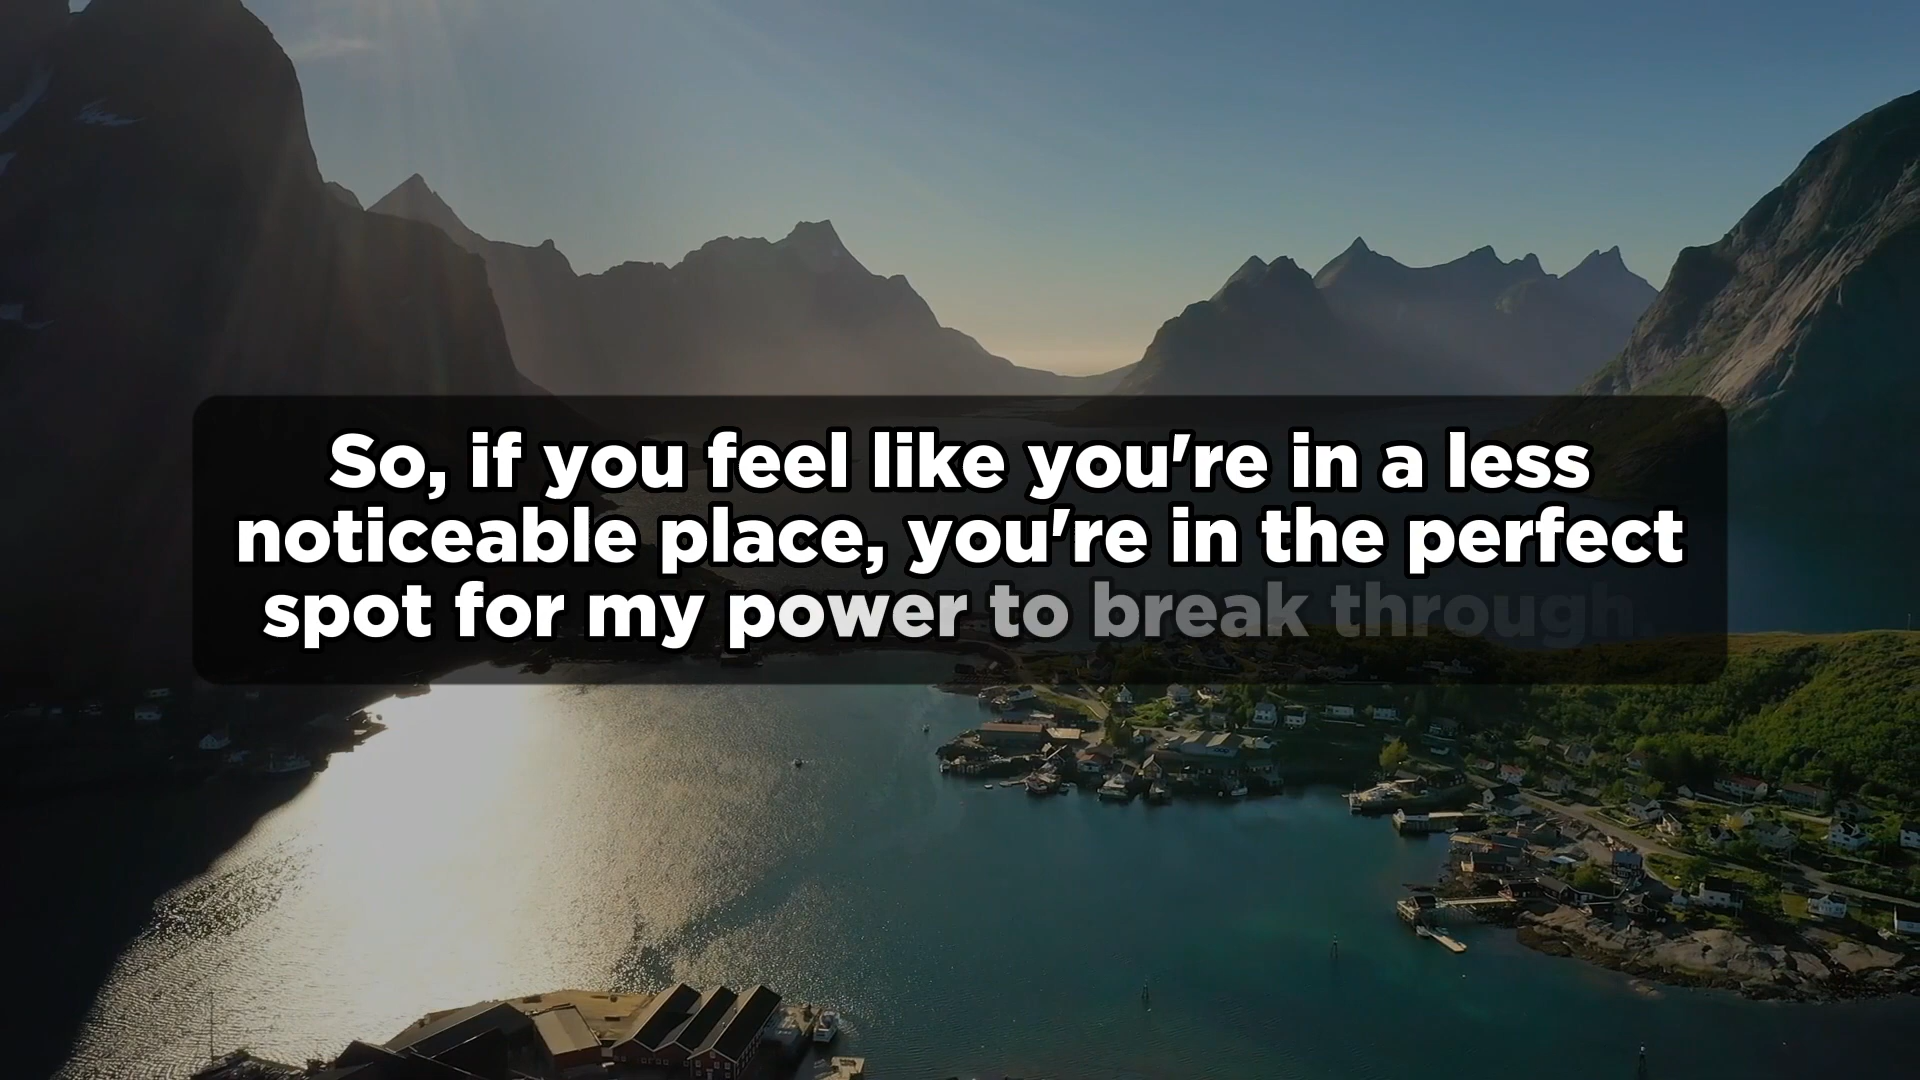 So, if you feel like you're in a less
noticeable place, you're in the perfect
spot for my power to break through.